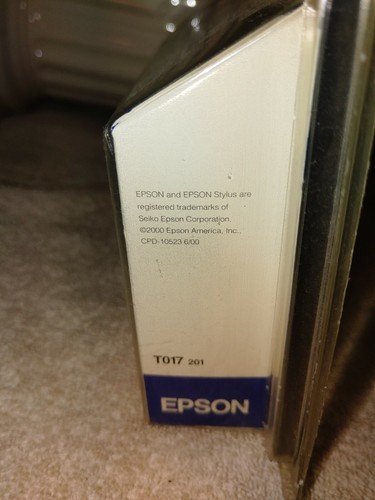 EPSON and EPSON Stylus are
registered trademarks of
Seiko Epson Corporation.
©2000 Epson America, Inc.
CPD-10523 6/00
T017 201
EPSON